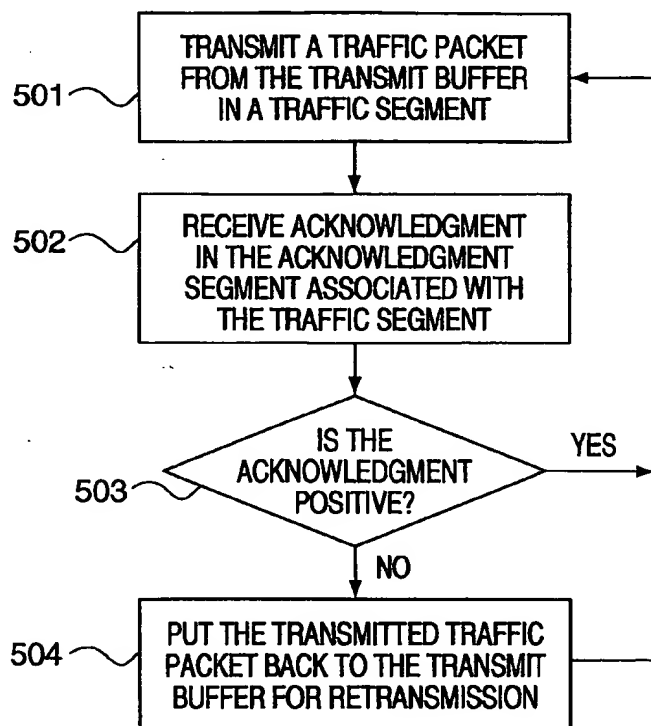 501
TRANSMIT A TRAFFIC PACKET
FROM THE TRANSMIT BUFFER
IN A TRAFFIC SEGMENT
502
RECEIVE ACKNOWLEDGMENT
IN THE ACKNOWLEDGMENT
SEGMENT ASSOCIATED WITH
THE TRAFFIC SEGMENT
503
IS THE
ACKNOWLEDGMENT
POSITIVE?
YES
NO
504
PUT THE TRANSMITTED TRAFFIC
PACKET BACK TO THE TRANSMIT
BUFFER FOR RETRANSMISSION